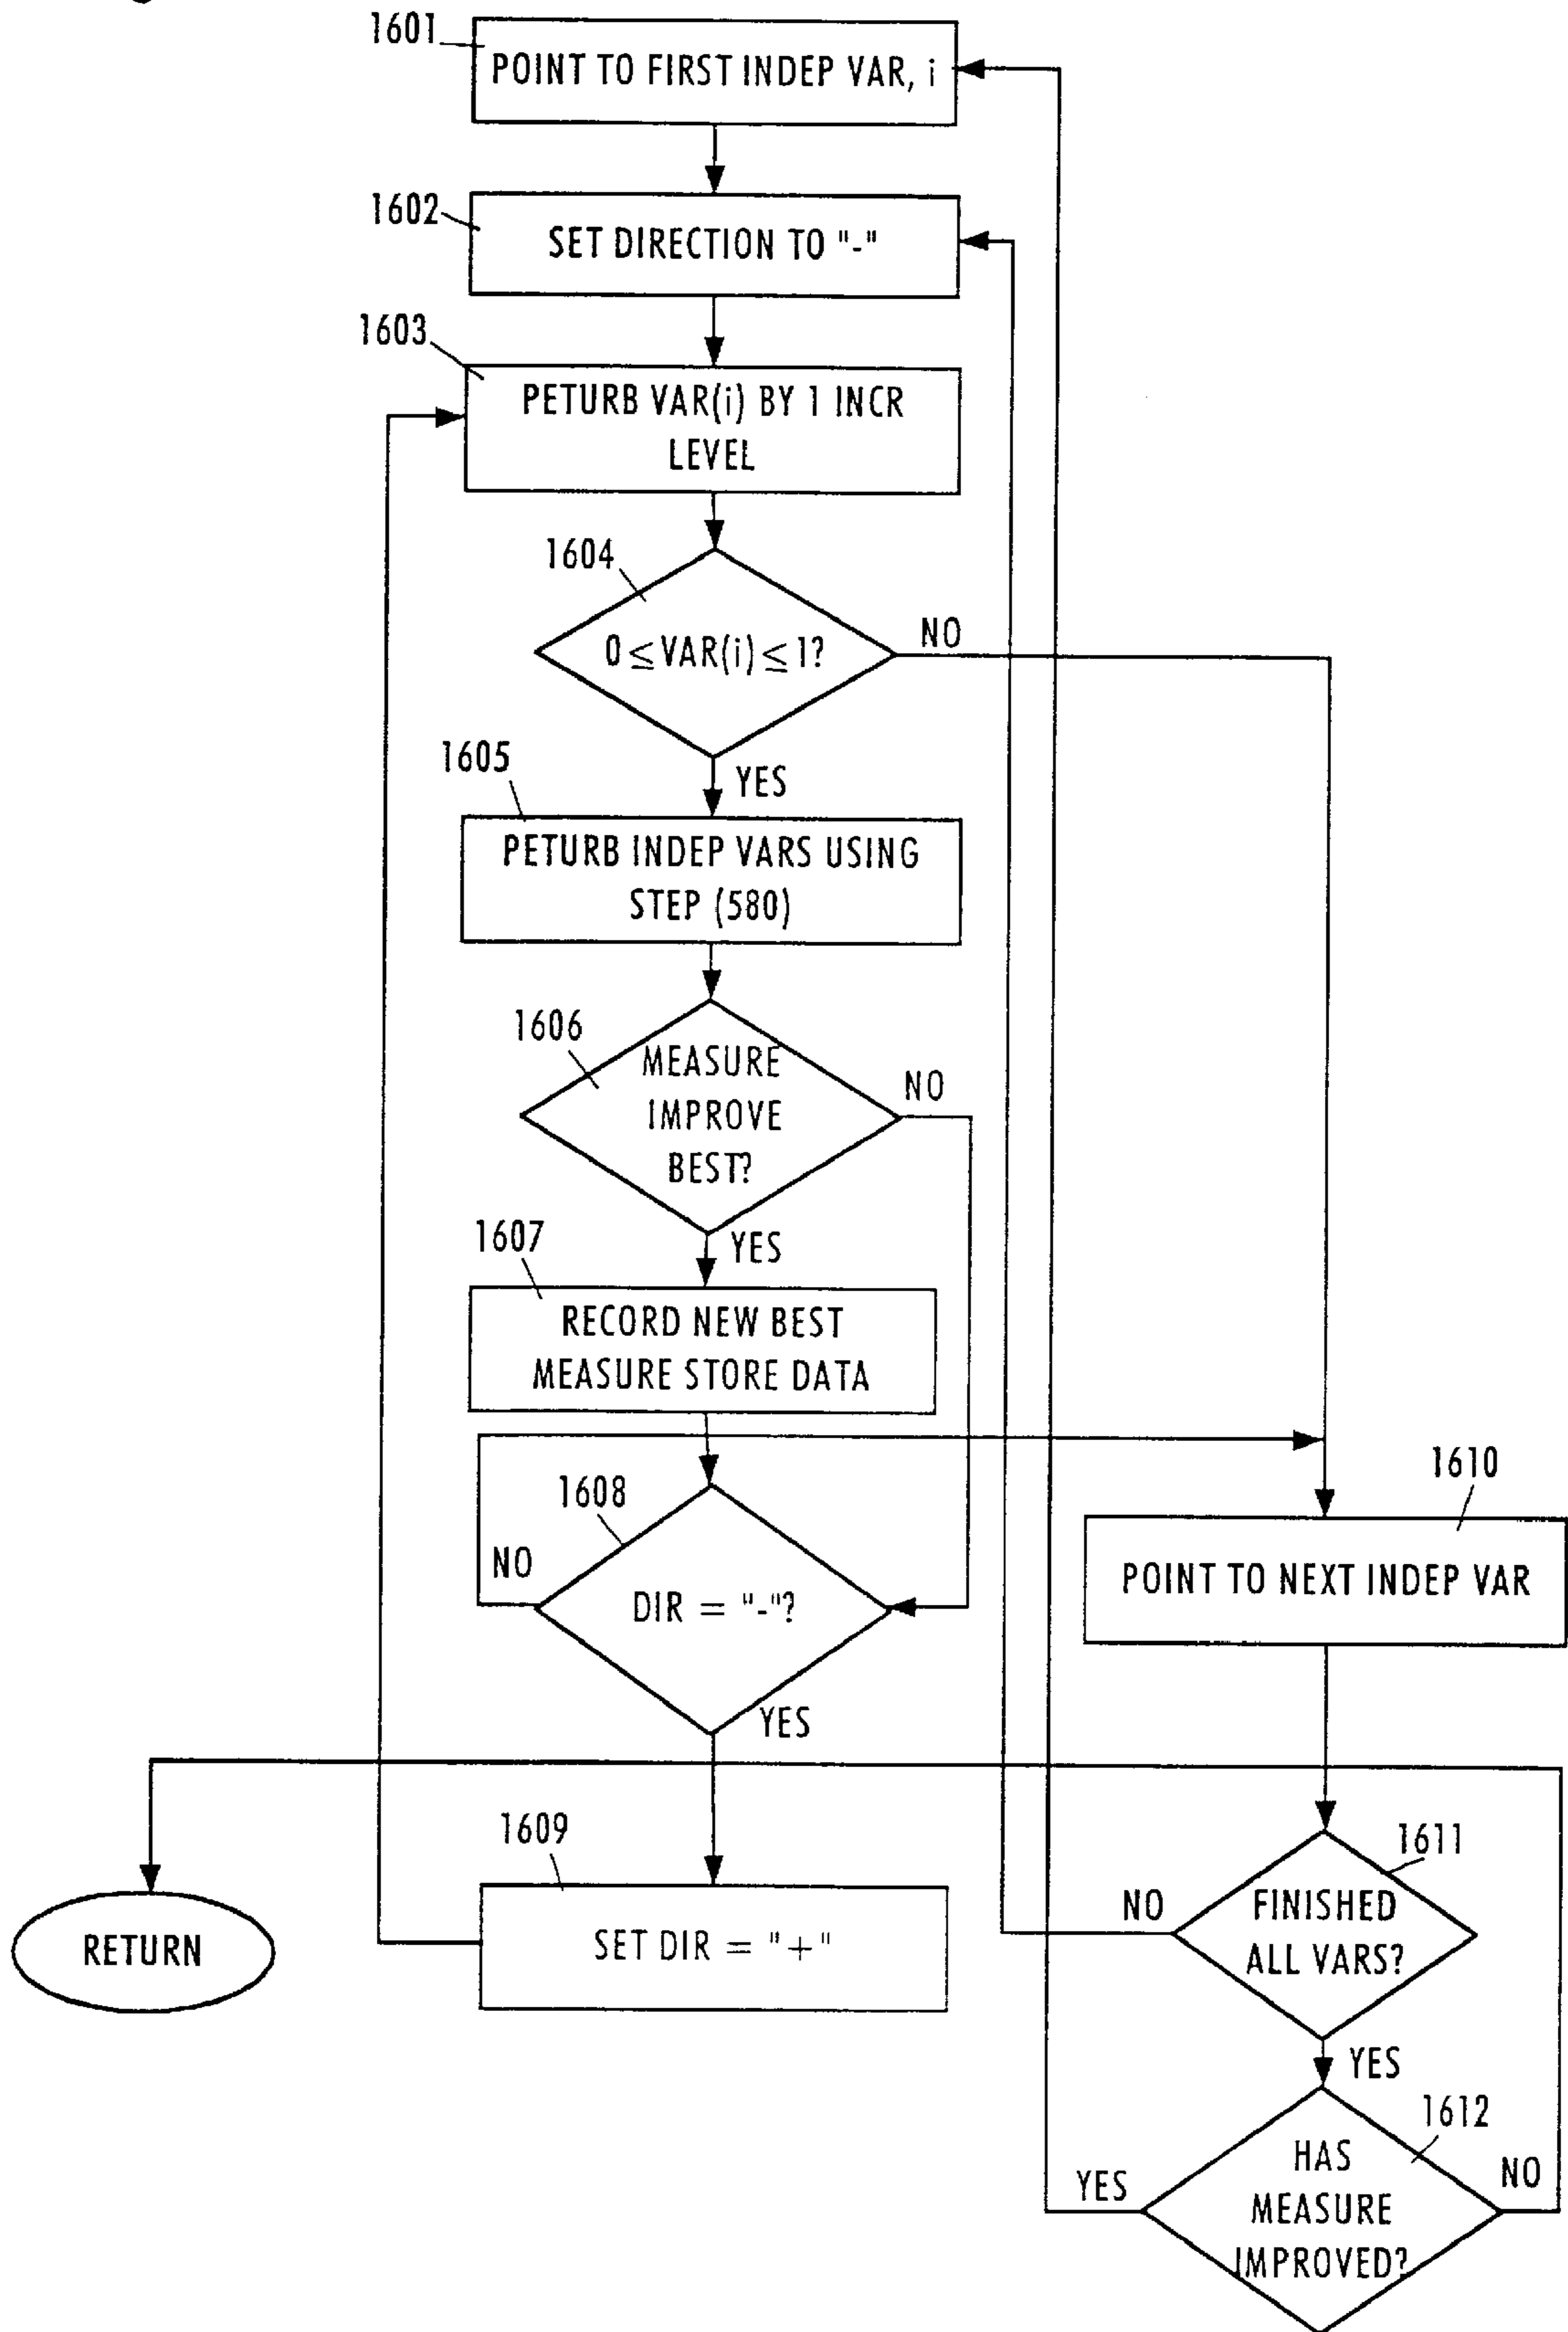 1601
POINT TO FIRST INDEP VAR, i
1602
SET DIRECTION TO "-"
1603
PETURB VAR(i) BY 1 INCR
LEVEL
1604
0 ≤ VAR(i) ≤ 1?
NO
YES
1605
PETURB INDEP VARS USING
STEP (580)
1606
MEASURE
IMPROVE
BEST?
NO
YES
1607
RECORD NEW BEST
MEASURE STORE DATA
1608
DIR = "-"?
NO
YES
1609
SET DIR = "+"
RETURN
1610
POINT TO NEXT INDEP VAR
1611
FINISHED
ALL VARS?
NO
YES
1612
HAS
MEASURE
IMPROVED?
YES
NO